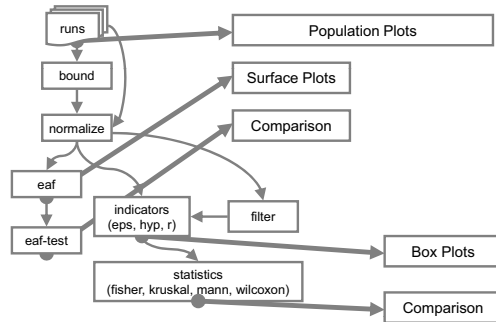 runs
Population Plots
bound
Surface Plots
normalize
Comparison
eaf
indicators
(eps, hyp, r)
filter
eaf-test
Box Plots
statistics
(fisher, kruskal, mann, wilcoxon)
Comparison